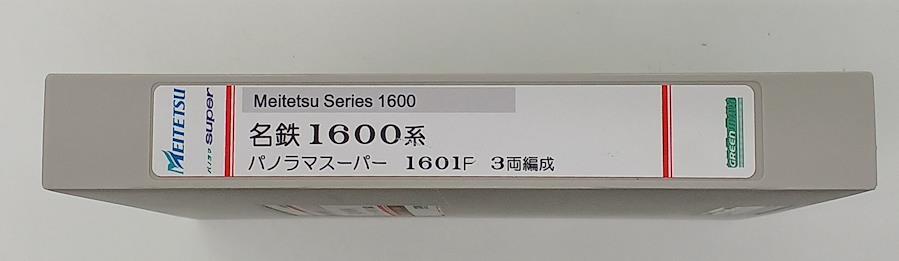 MEITETSU
パノラマ super
Meitetsu Series 1600
名鉄1600系
パノラマスーパー 1601F 3両編成
GREENMAX